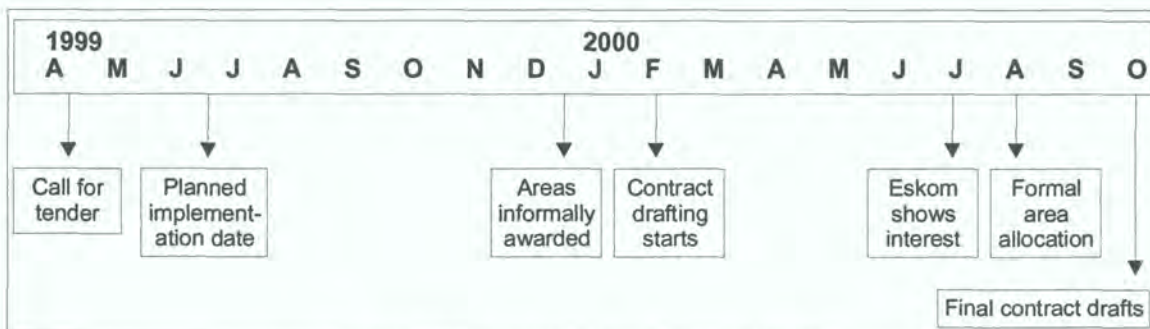 1999 2000
A M J J A S O N D J F M A M J J A S O
Call for
tender
Planned
implement-
ation date
Areas
informally
awarded
Contract
drafting
starts
Eskom
shows
interest
Formal
area
allocation
Final contract drafts